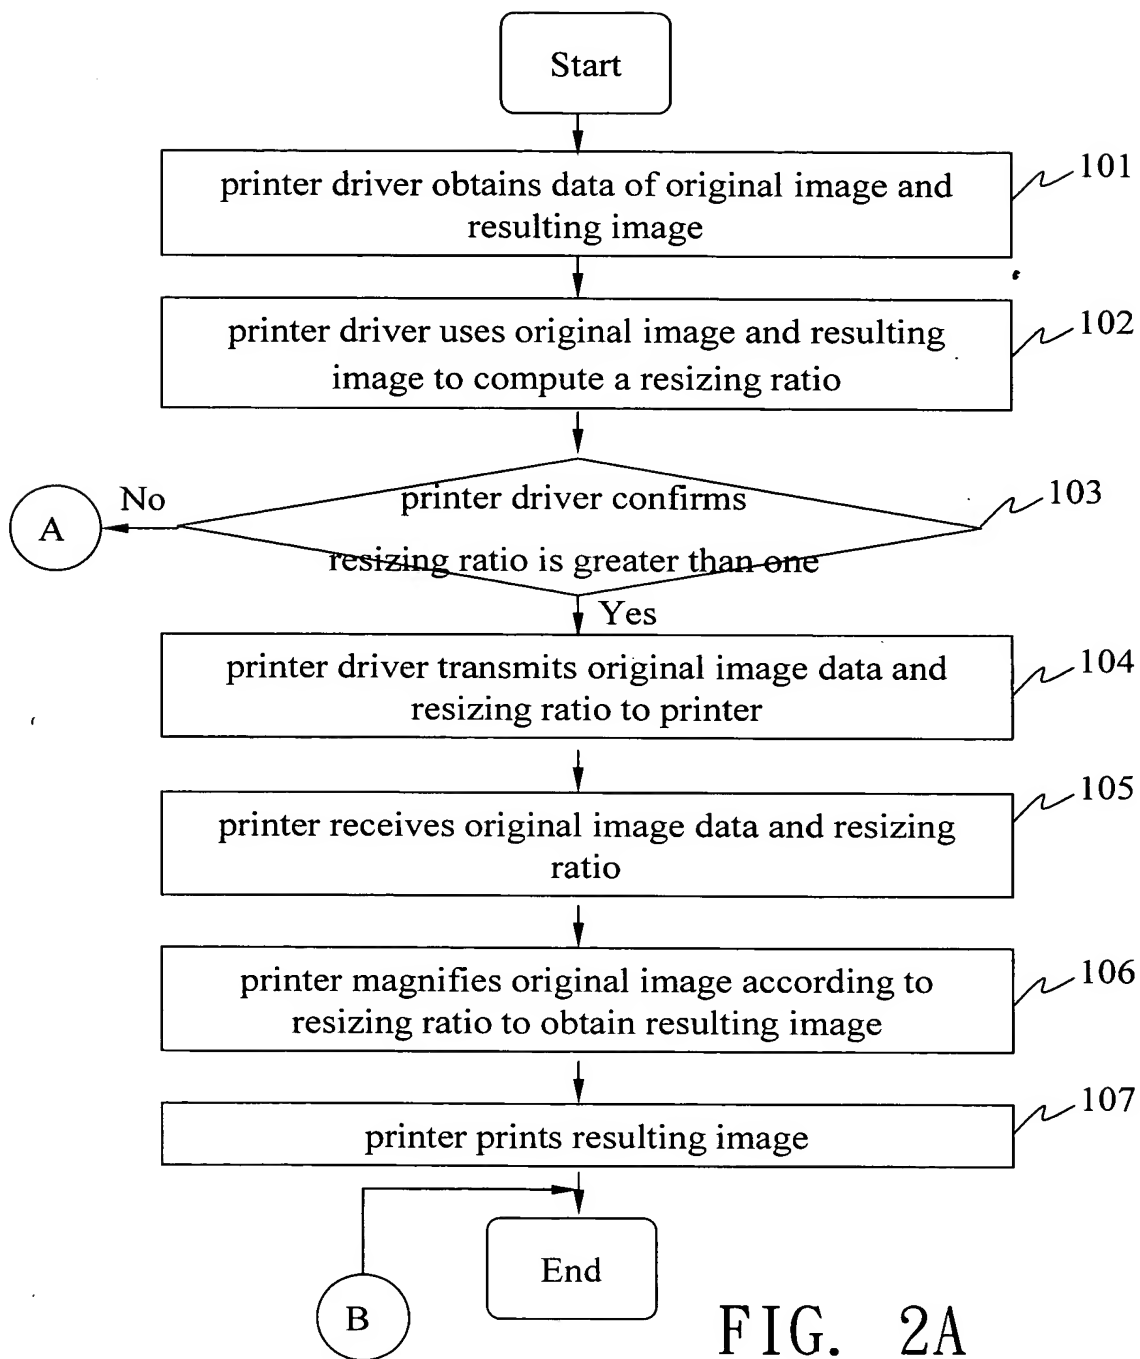 Start
printer driver obtains data of original image and
resulting image
101
printer driver uses original image and resulting
image to compute a resizing ratio
102
printer driver confirms
resizing ratio is greater than one
103
No
A
Yes
printer driver transmits original image data and
resizing ratio to printer
104
printer receives original image data and resizing
ratio
105
printer magnifies original image according to
resizing ratio to obtain resulting image
106
printer prints resulting image
107
End
B
FIG. 2A